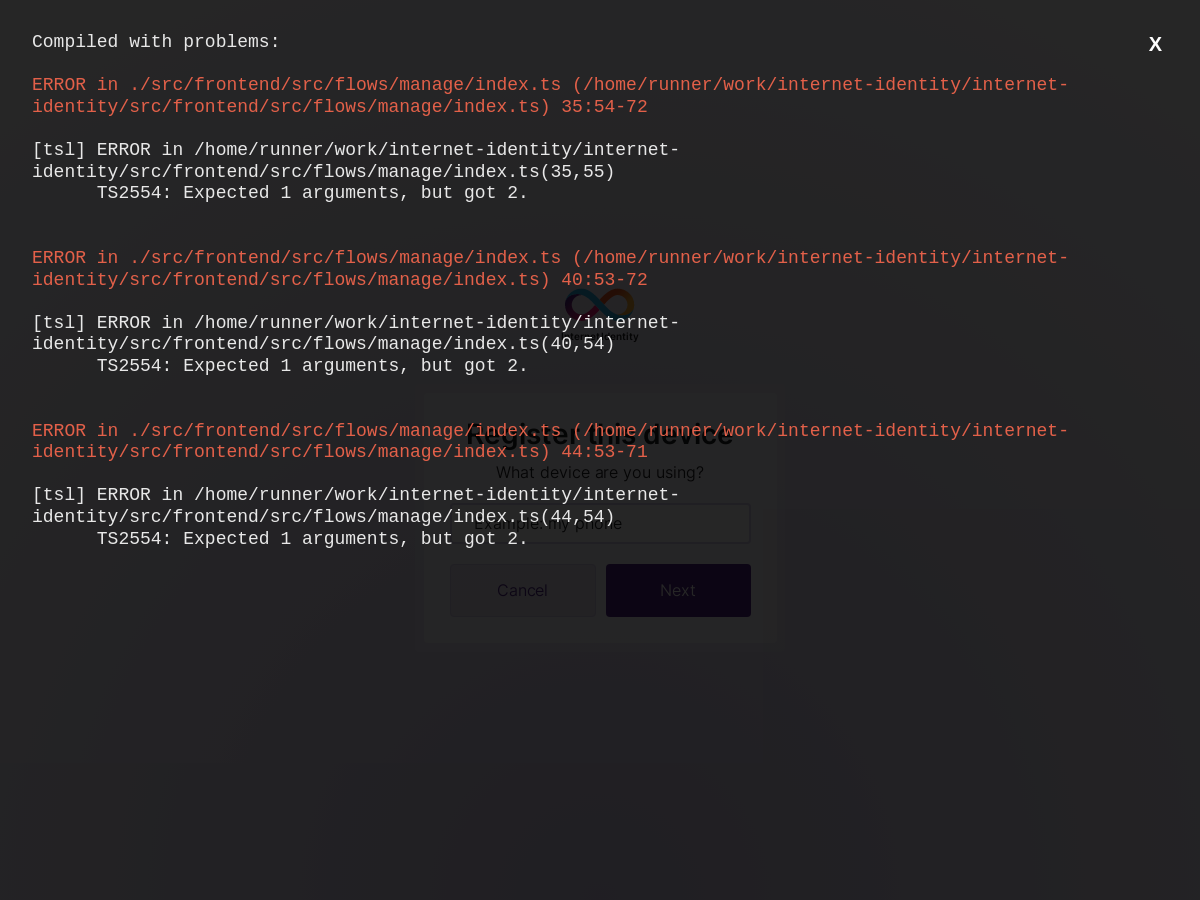 Compiled with problems:
X
ERROR in ./src/frontend/src/flows/manage/index.ts (/home/runner/work/internet-identity/internet-
identity/src/frontend/src/flows/manage/index.ts) 35:54-72
[tsl] ERROR in /home/runner/work/internet-identity/internet-
identity/src/frontend/src/flows/manage/index.ts(35,55)
TS2554: Expected 1 arguments, but got 2.
ERROR in ./src/frontend/src/flows/manage/index.ts (/home/runner/work/internet-identity/internet-
identity/src/frontend/src/flows/manage/index.ts) 40:53-72
[tsl] ERROR in /home/runner/work/internet-identity/internet-
identity/src/frontend/src/flows/manage/index.ts(40,54)
TS2554: Expected 1 arguments, but got 2.
ERROR in ./src/frontend/src/flows/manage/index.ts (/home/runner/work/internet-identity/internet-
identity/src/frontend/src/flows/manage/index.ts) 44:53-71
[tsl] ERROR in /home/runner/work/internet-identity/internet-
identity/src/frontend/src/flows/manage/index.ts(44,54)
TS2554: Expected 1 arguments, but got 2.
Register this device
What device are you using?
Example: my phone
Cancel
Next